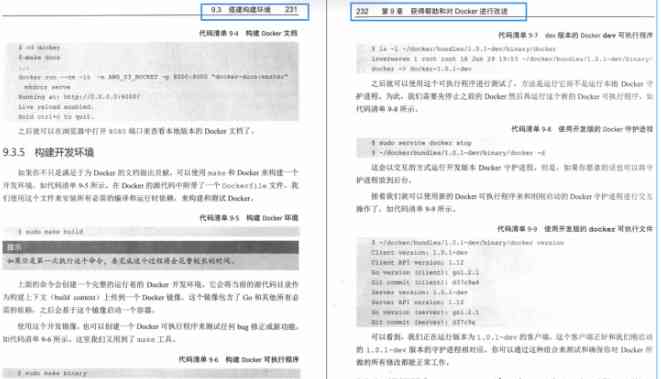 9.3 搭建构建环境 231
代码清单 9-4 构建 Docker 文档
$ cd docker
$ make docs
...
docker run --rm -it -e AWS_S3_BUCKET -p 8000:8000 "docker-docs:master"
mkdocs serve
Running at: http://0.0.0.0:8000/
Live reload enabled.
Hold ctrl+c to quit.
之后就可以在浏览器中打开 8000 端口来查看本地版本的 Docker 文档了。
9.3.5 构建开发环境
如果你不只是满足于为 Docker 的文档做出贡献，可以使用 make 和 Docker 来构建一个
开发环境，如代码清单 9-5 所示。在 Docker 的源代码中附带了一个 Dockerfile 文件，我
们使用这个文件来安装所有必需的编译和运行时依赖，来构建和测试 Docker。
代码清单 9-5 构建 Docker 环境
$ sudo make build
提示
如果你是第一次执行这个命令，要完成这个过程将会花费较长的时间。
上面的命令会创建一个完整的运行着的 Docker 开发环境。它会将当前的源代码目录作
为构建上下文（build context）上传到一个 Docker 镜像，这个镜像包含了 Go 和其他所有必
需的依赖，之后会基于这个镜像启动一个容器。
使用这个开发镜像，也可以创建一个 Docker 可执行程序来测试任何 bug 修正或新功能，
如代码清单 9-6 所示。这里我们又用到了 make 工具。
代码清单 9-6 构建 Docker 可执行程序
$ sudo make binary
232 第 9 章 获得帮助和对 Docker 进行改进
代码清单 9-7 dev 版本的 Docker dev 可执行程序
$ ls -l ~/docker/bundles/1.0.1-dev/binary/docker
lrwxrwxrwx 1 root root 16 Jun 29 19:53 ~/docker/bundles/1.0.1-dev/binary/
docker -> docker-1.0.1-dev
之后就可以使用这个可执行程序进行测试了，方法是运行它而不是运行本地 Docker 守
护进程。为此，我们需要先停止之前的 Docker 然后再运行这个新的 Docker 可执行程序，如
代码清单 9-8 所示。
代码清单 9-8 使用开发版的 Docker 守护进程
$ sudo service docker stop
$ ~/docker/bundles/1.0.1-dev/binary/docker -d
这会以交互的方式运行开发版本 Docker 守护进程。但是，如果你愿意的话也可以将守
护进程放到后台。
接着我们就可以使用新的 Docker 可执行程序来和刚刚启动的 Docker 守护进程进行交互
操作了，如代码清单 9-9 所示。
代码清单 9-9 使用开发版的 docker 可执行文件
$ ~/docker/bundles/1.0.1-dev/binary/docker version
Client version: 1.0.1-dev
Client API version: 1.12
Go version (client): go1.2.1
Git commit (client): d37c9a4
Server version: 1.0.1-dev
Server API version: 1.12
Go version (server): go1.2.1
Git commit (server): d37c9a
可以看到，我们正在运行版本为 1.0.1-dev 的客户端，这个客户端正好和我们刚启动
的 1.0.1-dev 版本的守护进程相对应。你可以通过这种组合来测试和确保你对 Docker 所
做的所有修改都能正常工作。